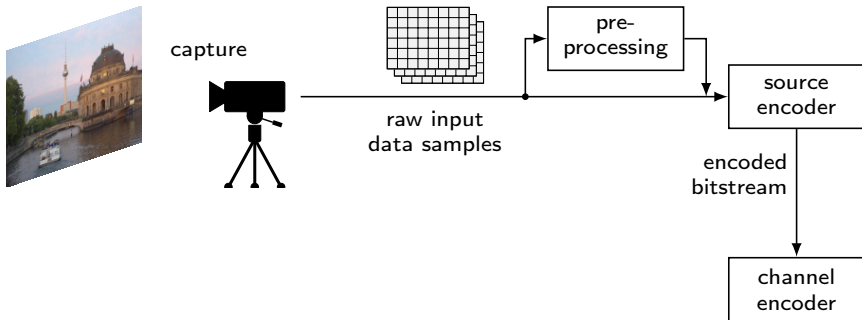 capture
raw input
data samples
pre-
processing
source
encoder
encoded
bitstream
channel
encoder